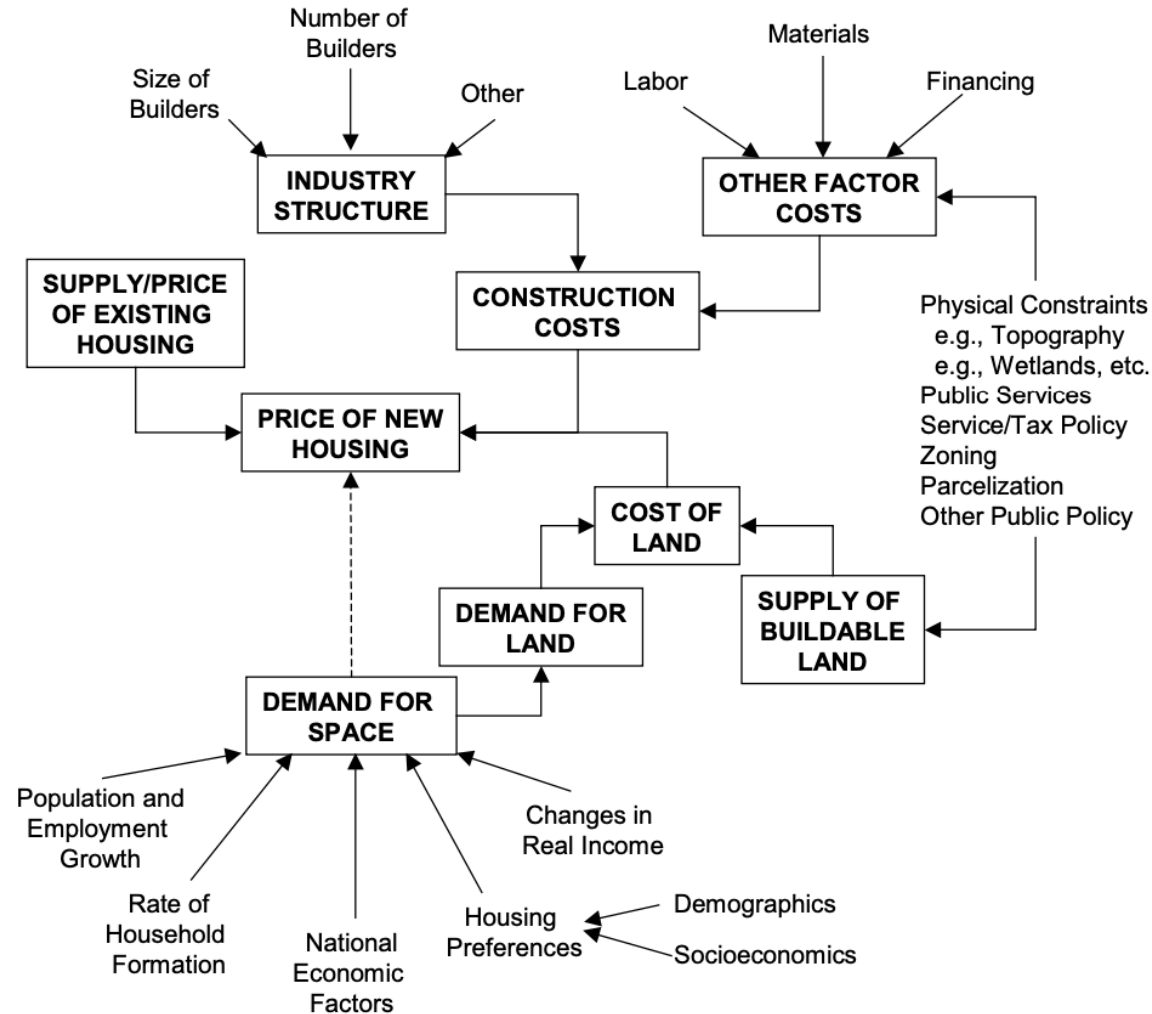 Number of
Builders
Size of
Builders
Other
Materials
Labor
Financing
INDUSTRY
STRUCTURE
OTHER FACTOR
COSTS
SUPPLY/PRICE
OF EXISTING
HOUSING
CONSTRUCTION
COSTS
Physical Constraints
e.g., Topography
e.g., Wetlands, etc.
Public Services
Service/Tax Policy
Zoning
Parcelization
Other Public Policy
PRICE OF NEW
HOUSING
COST OF
LAND
DEMAND FOR
LAND
SUPPLY OF
BUILDABLE
LAND
DEMAND FOR
SPACE
Population and
Employment
Growth
Changes in
Real Income
Rate of
Household
Formation
National
Economic
Factors
Housing
Preferences
Demographics
Socioeconomics